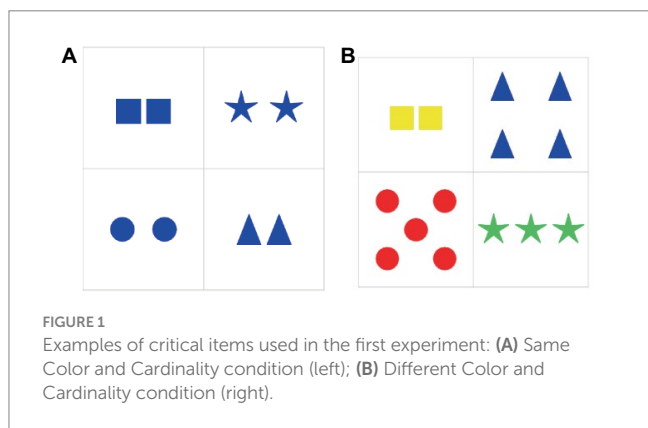 A
B
FIGURE 1
Examples of critical items used in the first experiment: (A) Same
Color and Cardinality condition (left); (B) Different Color and
Cardinality condition (right).